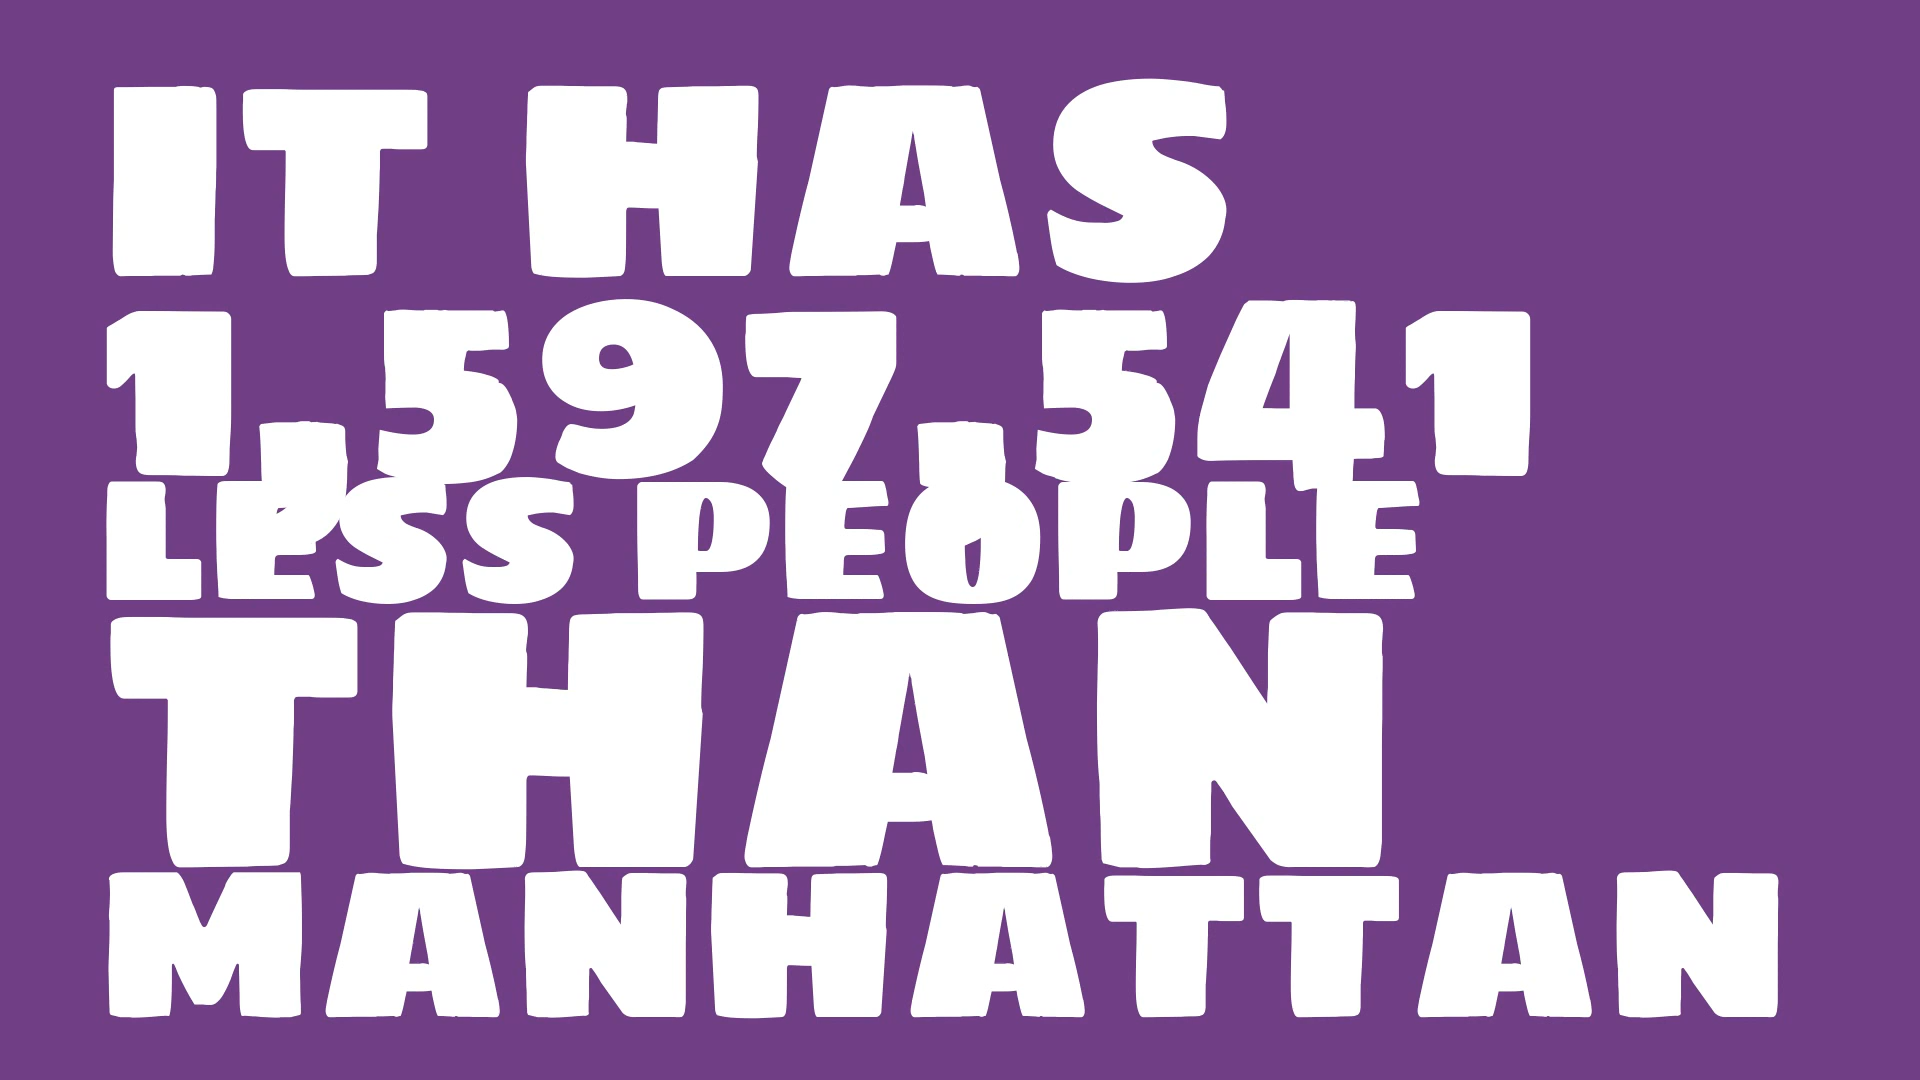 IT HAS
1,597,541
LESS PEOPLE
THAN
MANHATTAN